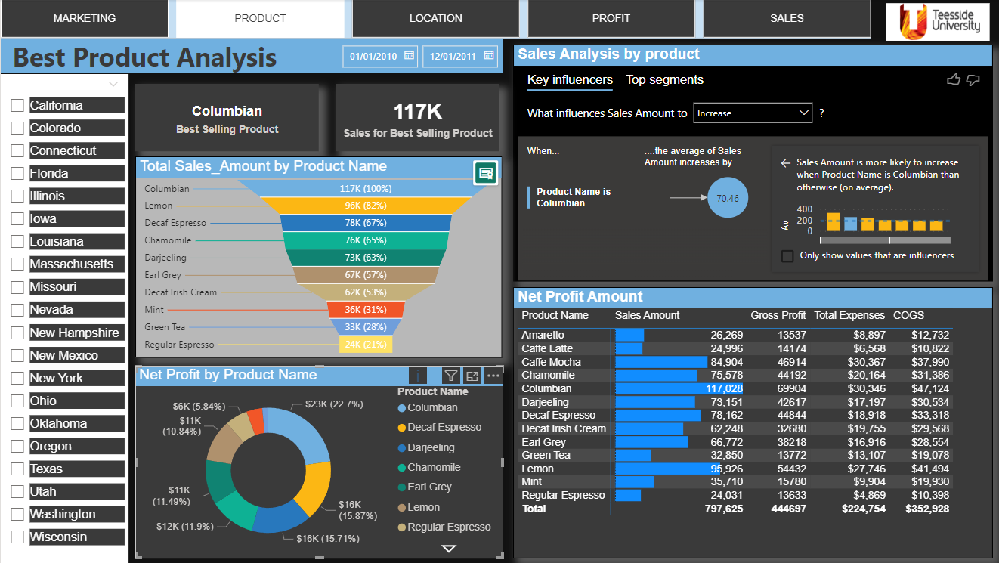 MARKETING
PRODUCT
LOCATION
PROFIT
SALES
Teesside
University
Best Product Analysis
01/01/2010
12/01/2011
California
Colorado
Connecticut
Florida
Illinois
Iowa
Louisiana
Massachusetts
Missouri
Nevada
New Hampshire
New Mexico
New York
Ohio
Oklahoma
Oregon
Texas
Utah
Washington
Wisconsin
Columbian
Best Selling Product
117K
Sales for Best Selling Product
Total Sales_Amount by Product Name
Columbian 117K (100%)
Lemon 96K (82%)
Decaf Espresso 78K (67%)
Chamomile 76K (65%)
Darjeeling 73K (63%)
Earl Grey 67K (57%)
Decaf Irish Cream 62K (53%)
Mint 36K (31%)
Green Tea 33K (28%)
Regular Espresso 24K (21%)
Net Profit by Product Name
$23K (22.7%)
$16K
(15.87%)
$16K (15.71%)
$12K (11.9%)
$11K
(11.49%)
$11K
(10.84%)
$6K (5.84%)
Product Name
Columbian
Decaf Espresso
Darjeeling
Chamomile
Earl Grey
Lemon
Regular Espresso
Sales Analysis by product
Key influencers Top segments
What influences Sales Amount to Increase ?
When...
....the average of Sales
Amount increases by
Product Name is
Columbian
70.46
Sales Amount is more likely to increase
when Product Name is Columbian than
otherwise (on average).
Av...
400
200
0
Only show values that are influencers
Net Profit Amount
Product Name Sales Amount Gross Profit Total Expenses COGS
Amaretto 26,269 13537 $8,897 $12,732
Caffe Latte 24,996 14174 $6,568 $10,822
Caffe Mocha 84,904 46914 $30,367 $37,990
Chamomile 75,578 44192 $20,164 $31,386
Columbian 117,028 69904 $30,346 $47,124
Darjeeling 73,151 42617 $17,197 $30,534
Decaf Espresso 78,162 44844 $18,918 $33,318
Decaf Irish Cream 62,248 32680 $19,755 $29,568
Earl Grey 66,772 38218 $16,916 $28,554
Green Tea 32,850 13772 $13,107 $19,078
Lemon 95,926 54432 $27,746 $41,494
Mint 35,710 15780 $9,904 $19,930
Regular Espresso 24,031 13633 $4,869 $10,398
Total 797,625 444697 $224,754 $352,928